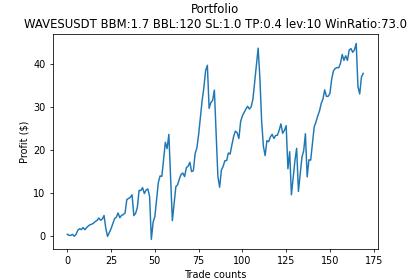 Portfolio
WAVESUSDT BBM:1.7 BBL:120 SL:1.0 TP:0.4 lev:10 WinRatio:73.0
Profit ($)
40
30
20
10
0
0 25 50 75 100 125 150 175
Trade counts